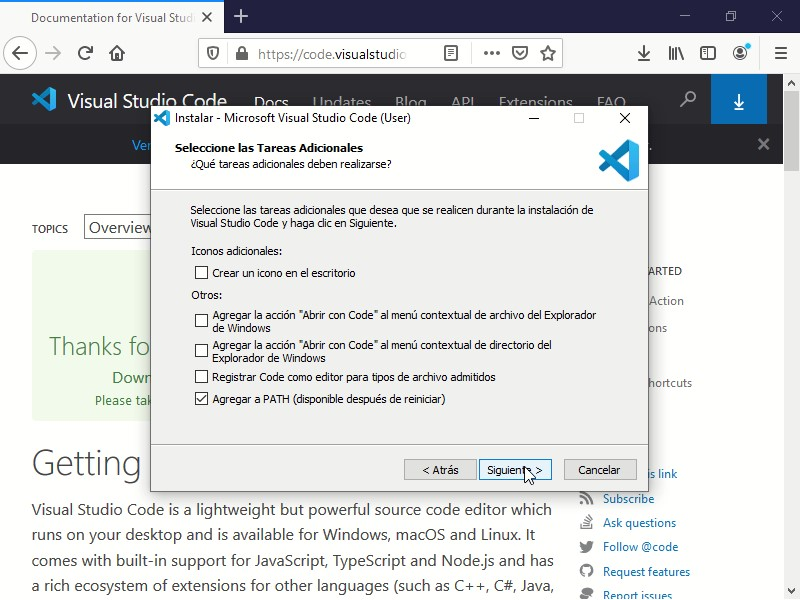 Documentation for Visual Stud
https://code.visualstudio
Visual Studio Code
Docs
Updates
Blog
API
Extensions
FAQ
Ver
Instalar - Microsoft Visual Studio Code (User)
Seleccione las Tareas Adicionales
¿Qué tareas adicionales deben realizarse?
Seleccione las tareas adicionales que desea que se realicen durante la instalación de
Visual Studio Code y haga clic en Siguiente.
Iconos adicionales:
Crear un icono en el escritorio
Otros:
Agregar la acción "Abrir con Code" al menú contextual de archivo del Explorador
de Windows
Agregar la acción "Abrir con Code" al menú contextual de directorio del
Explorador de Windows
Registrar Code como editor para tipos de archivo admitidos
Agregar a PATH (disponible después de reiniciar)
< Atrás
Siguiente >
Cancelar
TOPICS
Overview
Thanks fo
Down
Please tak
Getting
Visual Studio Code is a lightweight but powerful source code editor which
runs on your desktop and is available for Windows, macOS and Linux. It
comes with built-in support for JavaScript, TypeScript and Node.js and has
a rich ecosystem of extensions for other languages (such as C++, C#, Java,
ARTED
Action
ons
hortcuts
is link
Subscribe
Ask questions
Follow @code
Request features
Report issues